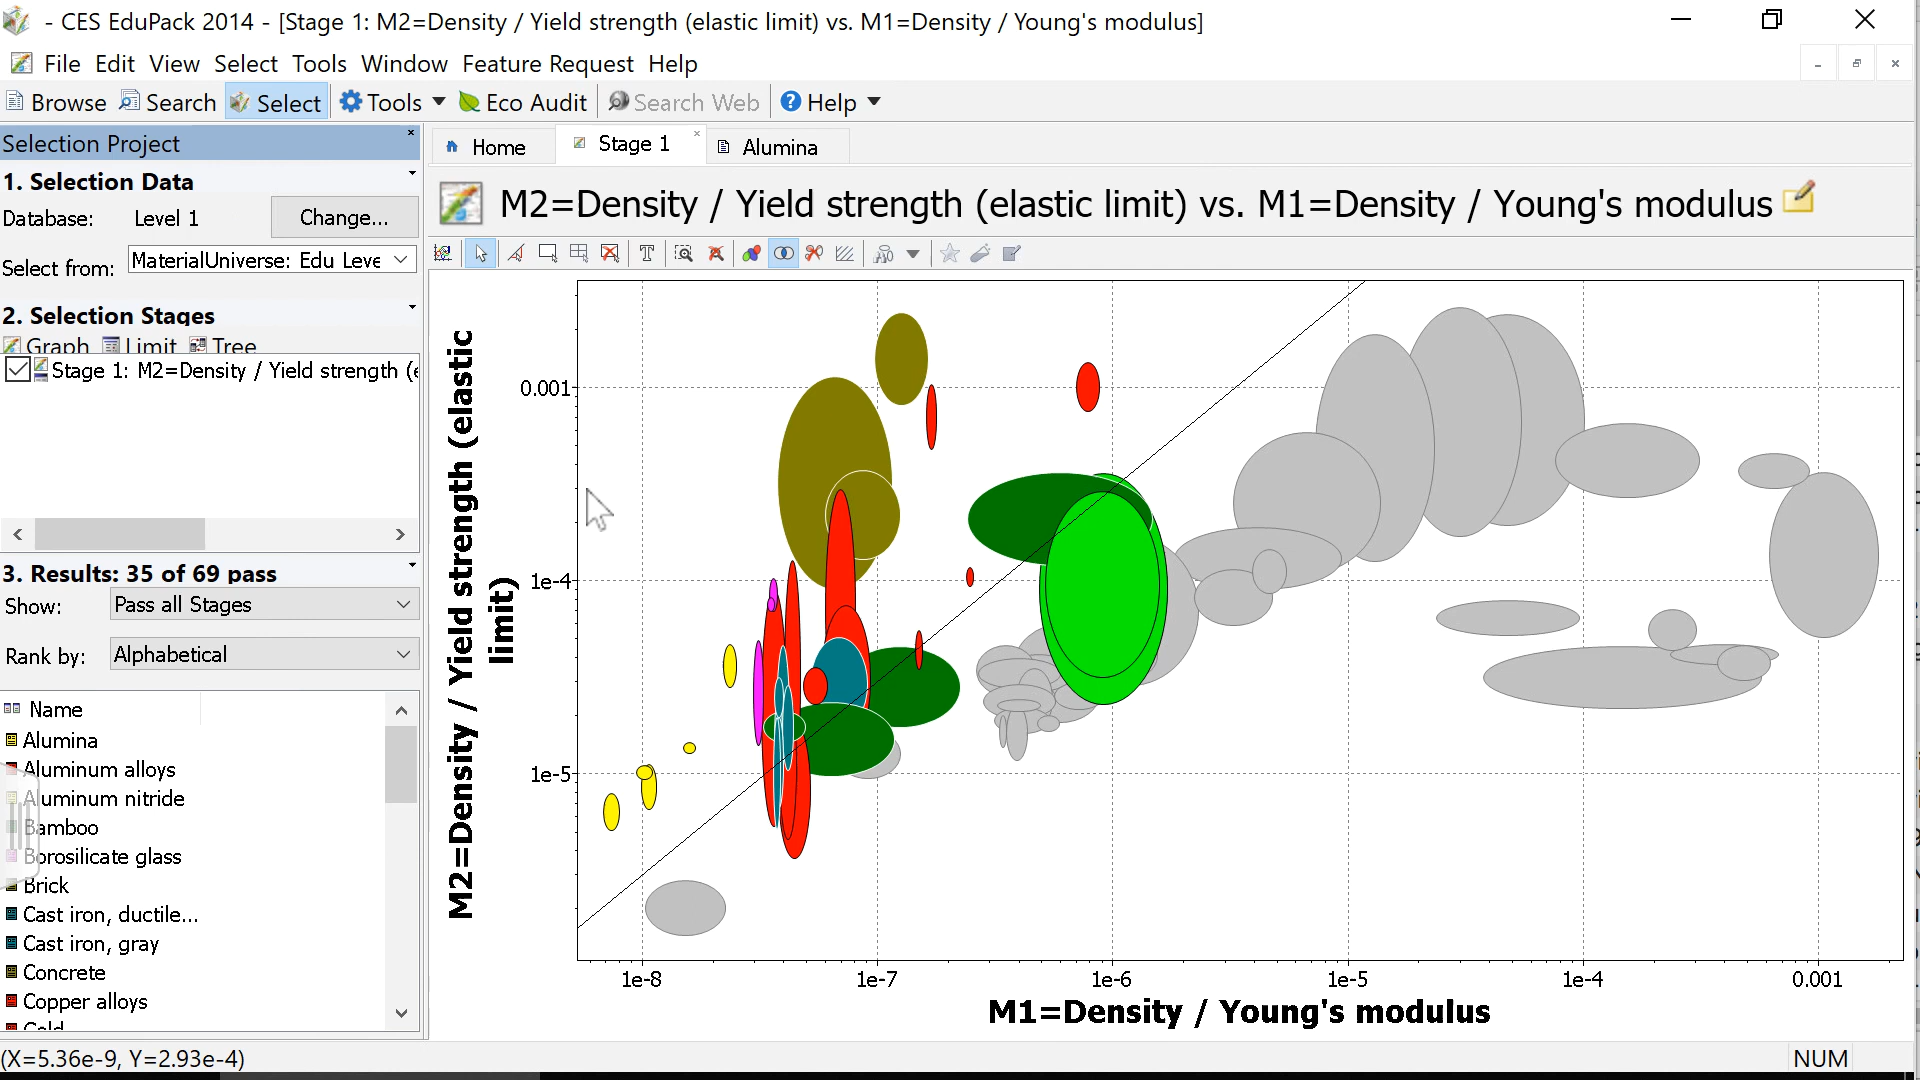 - CES EduPack 2014 - [Stage 1: M2=Density / Yield strength (elastic limit) vs. M1=Density / Young's modulus]
File Edit View Select Tools Window Feature Request Help
Browse Search Select Tools Eco Audit Search Web Help
Selection Project
Home Stage 1 Alumina
1. Selection Data
Database: Level 1 Change...
Select from: MaterialUniverse: Edu Leve
2. Selection Stages
Graph Limit Tree
Stage 1: M2=Density / Yield strength (e
3. Results: 35 of 69 pass
Show: Pass all Stages
Rank by: Alphabetical
Name
Alumina
Aluminum alloys
Aluminum nitride
Bamboo
Borosilicate glass
Brick
Cast iron, ductile...
Cast iron, gray
Concrete
Copper alloys
Gold
M2=Density / Yield strength (elastic limit) vs. M1=Density / Young's modulus
M2=Density / Yield strength (elastic
limit)
0.001
1e-4
1e-5
1e-8 1e-7 1e-6 1e-5 1e-4 0.001
M1=Density / Young's modulus
(X=5.36e-9, Y=2.93e-4)
NUM